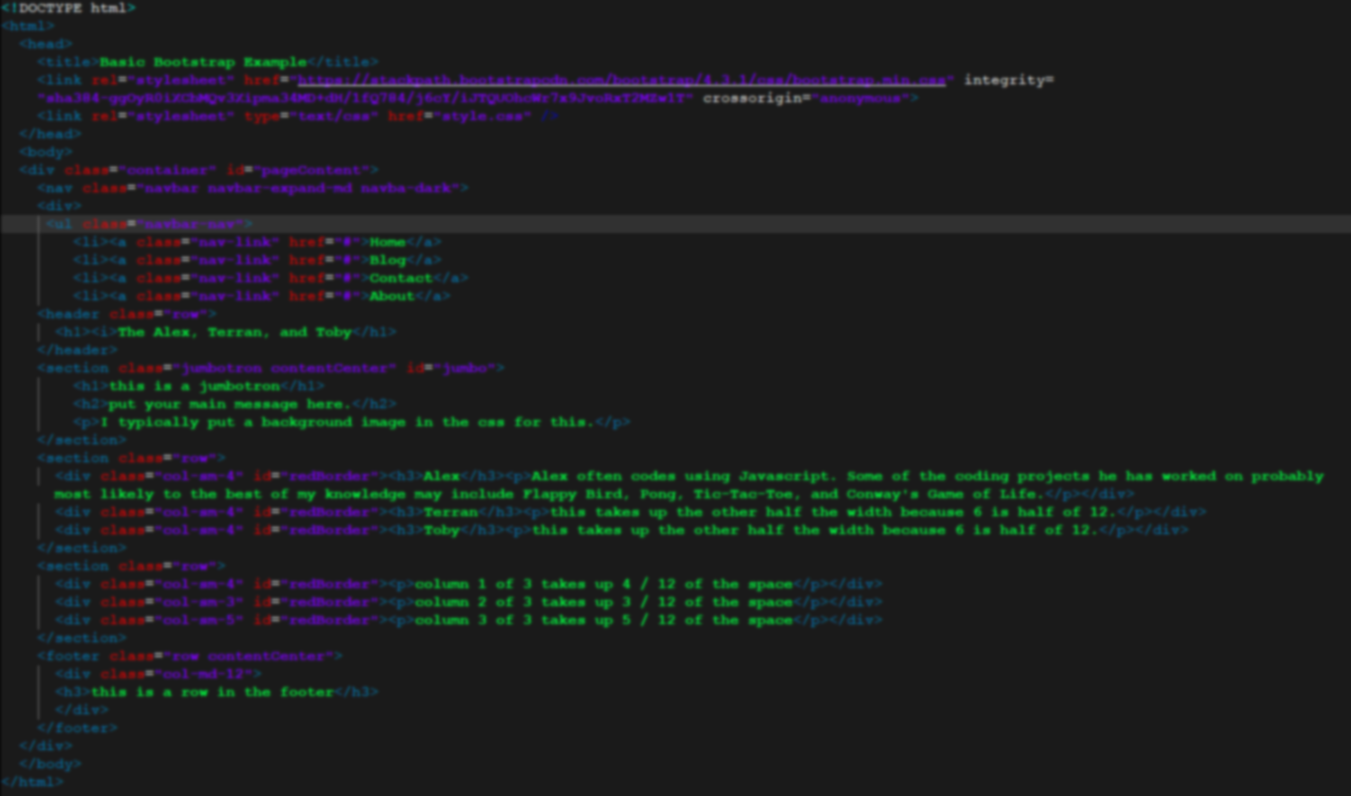 <!DOCTYPE html>
<html>
<head>
<title>Basic Bootstrap Example</title>
<link rel="stylesheet" href="https://stackpath.bootstrapcdn.com/bootstrap/4.3.1/css/bootstrap.min.css" integrity=
crossorigin="anonymous">
<link rel="stylesheet" type="text/css" href="style.css" />
</head>
<body>
<div class="container" id="pageContent">
<nav class="navbar navbar-expand-md navba-dark">
<div>
<ul class="navbar-nav">
<li><a class="nav-link" href="#">Home</a>
<li><a class="nav-link" href="#">Blog</a>
<li><a class="nav-link" href="#">Contact</a>
<li><a class="nav-link" href="#">About</a>
<header class="row">
<h1><i>The Alex, Terran, and Toby</h1>
</header>
<section class="jumbotron contentCenter" id="jumbo">
<h1>this is a jumbotron</h1>
<h2>put your main message here.</h2>
<p>I typically put a background image in the css for this.</p>
</section>
<section class="row">
<div class="col-sm-4" id="redBorder"><h3>Alex</h3><p>Alex often codes using Javascript. Some of the coding projects he has worked on probably
most likely to the best of my knowledge may include Flappy Bird, Pong, Tic-Tac-Toe, and Conway's Game of Life.</p></div>
<div class="col-sm-4" id="redBorder"><h3>Terran</h3><p>this takes up the other half the width because 6 is half of 12.</p></div>
<div class="col-sm-4" id="redBorder"><h3>Toby</h3><p>this takes up the other half the width because 6 is half of 12.</p></div>
</section>
<section class="row">
<div class="col-sm-4" id="redBorder"><p>column 1 of 3 takes up 4 / 12 of the space</p></div>
<div class="col-sm-3" id="redBorder"><p>column 2 of 3 takes up 3 / 12 of the space</p></div>
<div class="col-sm-5" id="redBorder"><p>column 3 of 3 takes up 5 / 12 of the space</p></div>
</section>
<footer class="row contentCenter">
<div class="col-md-12">
<h3>this is a row in the footer</h3>
</div>
</footer>
</div>
</body>
</html>